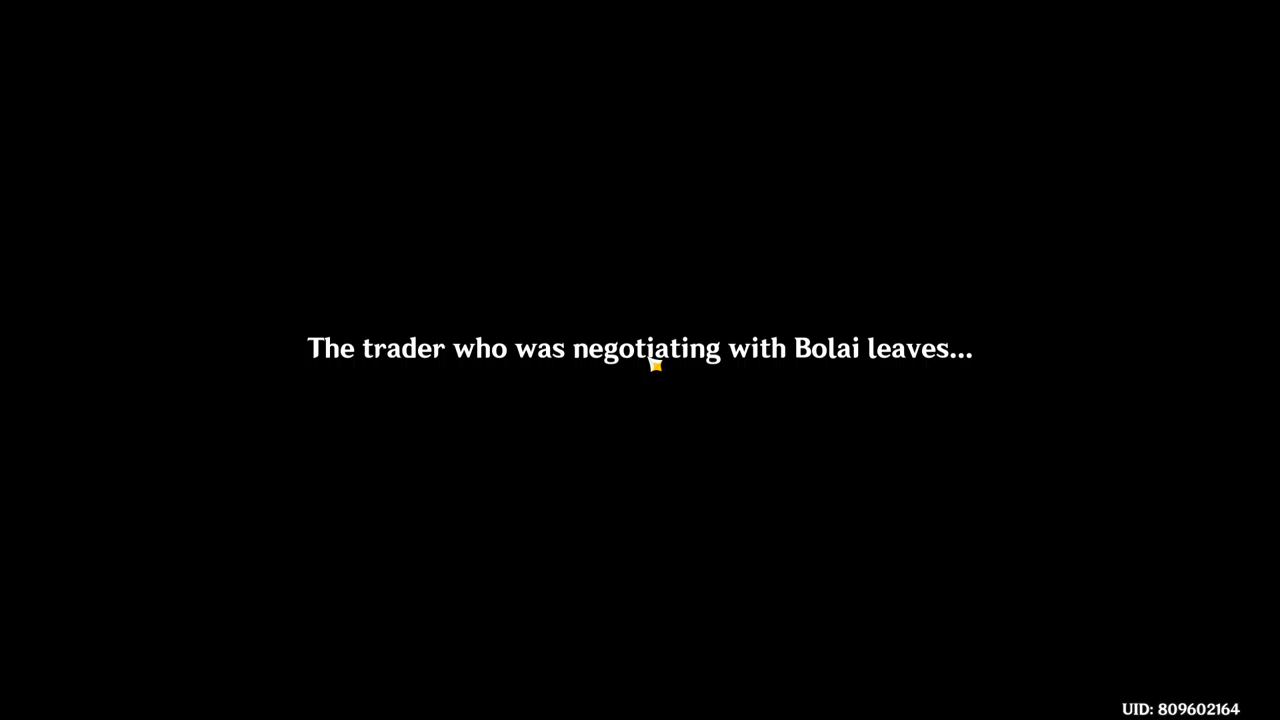 The trader who was negotiating with Bolai leaves...
UID: 809602164